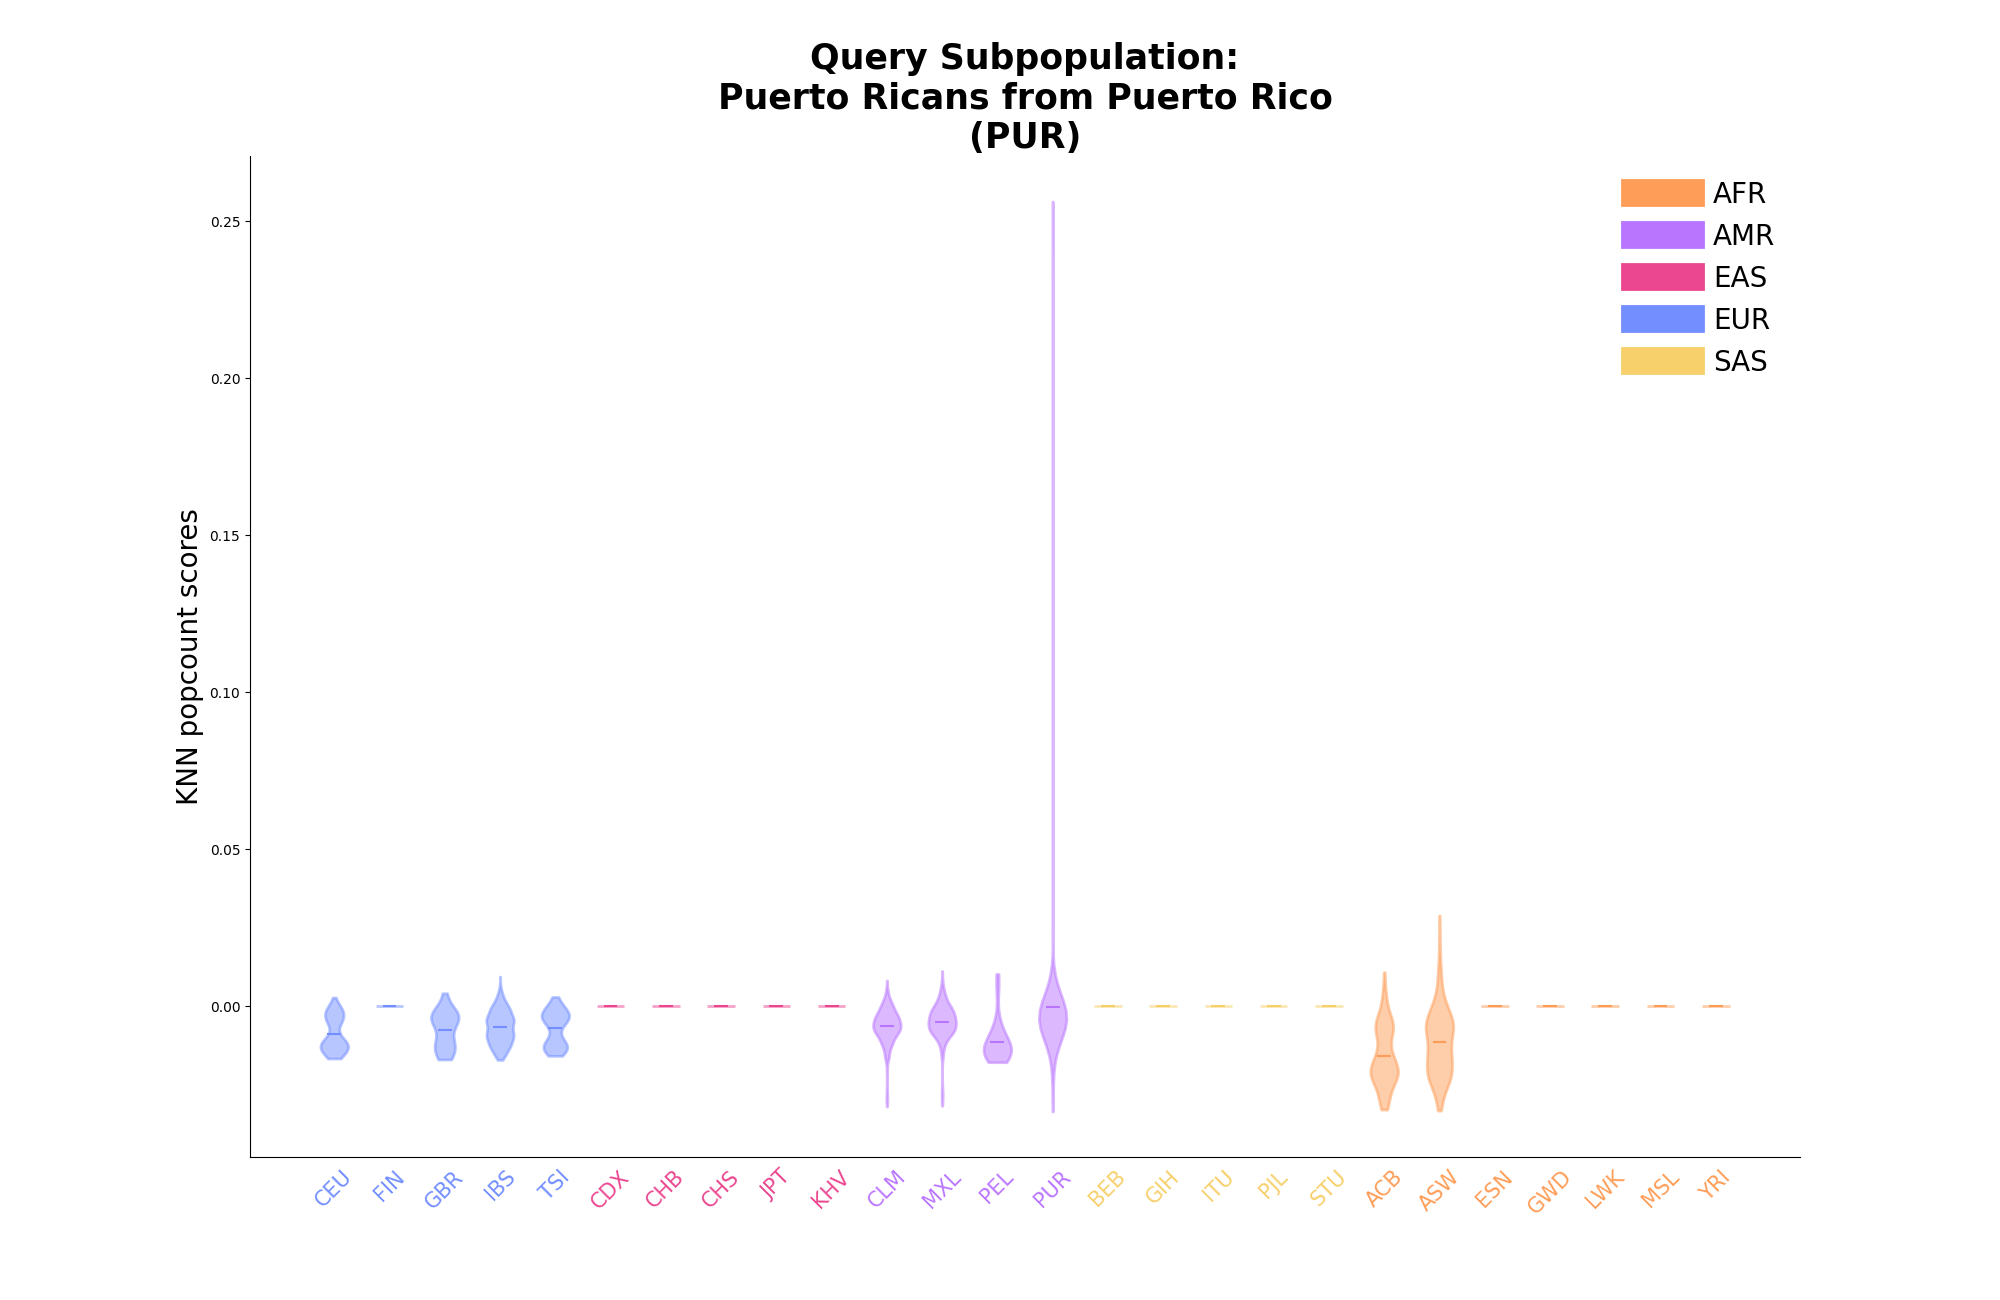 Query Subpopulation:
Puerto Ricans from Puerto Rico
(PUR)
AFR
AMR
EAS
EUR
SAS
KNN popcount scores
0.25
0.20
0.15
0.10
0.05
0.00
CEU
FIN
GBR
IBS
TSI
CDX
CHB
CHS
JPT
KHV
CLM
MXL
PEL
PUR
BEB
GIH
ITU
PJL
STU
ACB
ASW
ESN
GWD
LWK
MSL
YRI